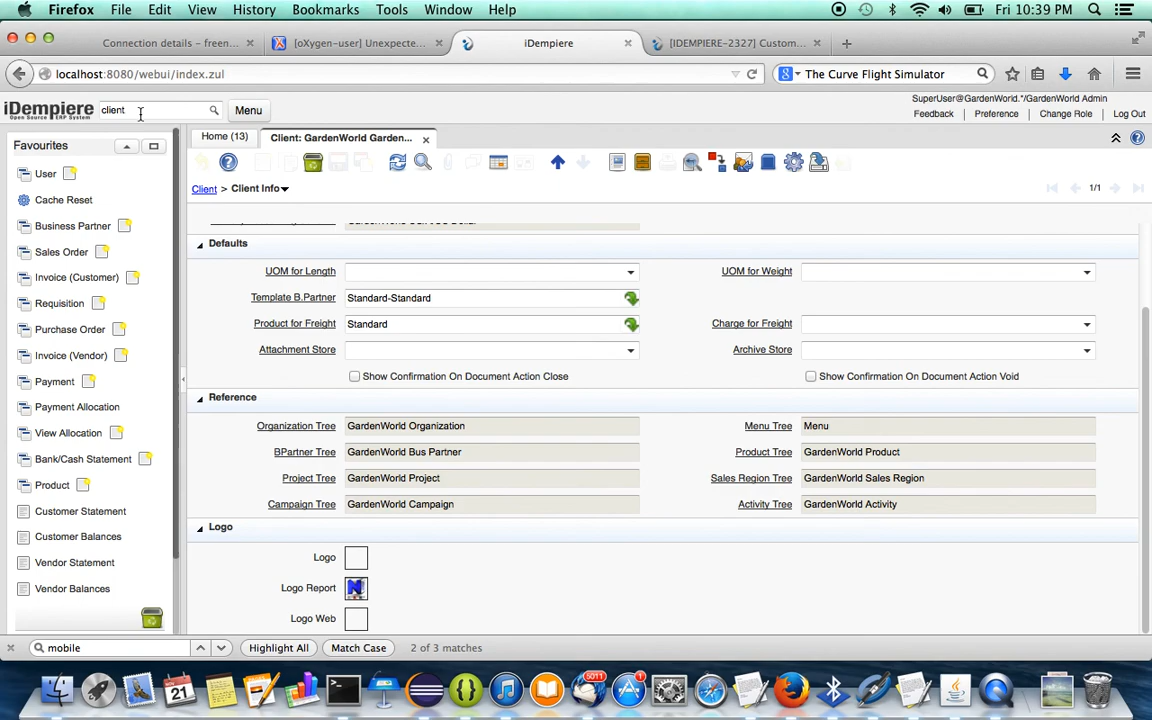 Firefox File Edit View History Bookmarks Tools Window Help Fri 10:39 PM
Connection details - freen... × [oXygen-user] Unexpecte... × iDempiere × [IDEMPIERE-2327] Custom... ×
localhost:8080/webui/index.zul The Curve Flight Simulator
iDempiere client Menu SuperUser@GardenWorld.*/GardenWorld Admin
Open Source ERP System Feedback Preference Change Role Log Out
Favourites Home (13) Client: GardenWorld Garden... ×
User
Client > Client Info 1/1
Cache Reset
Business Partner
Defaults
Sales Order
UOM for Length UOM for Weight
Invoice (Customer)
Template B.Partner Standard-Standard
Requisition
Product for Freight Standard Charge for Freight
Purchase Order
Attachment Store Archive Store
Invoice (Vendor)
Show Confirmation On Document Action Close Show Confirmation On Document Action Void
Payment
Reference
Payment Allocation
Organization Tree GardenWorld Organization Menu Tree Menu
View Allocation
BPartner Tree GardenWorld Bus Partner Product Tree GardenWorld Product
Bank/Cash Statement
Project Tree GardenWorld Project Sales Region Tree GardenWorld Sales Region
Product
Campaign Tree GardenWorld Campaign Activity Tree GardenWorld Activity
Customer Statement
Logo
Customer Balances
Logo
Vendor Statement
Logo Report
Vendor Balances
Logo Web
mobile Highlight All Match Case 2 of 3 matches
21 5011 1